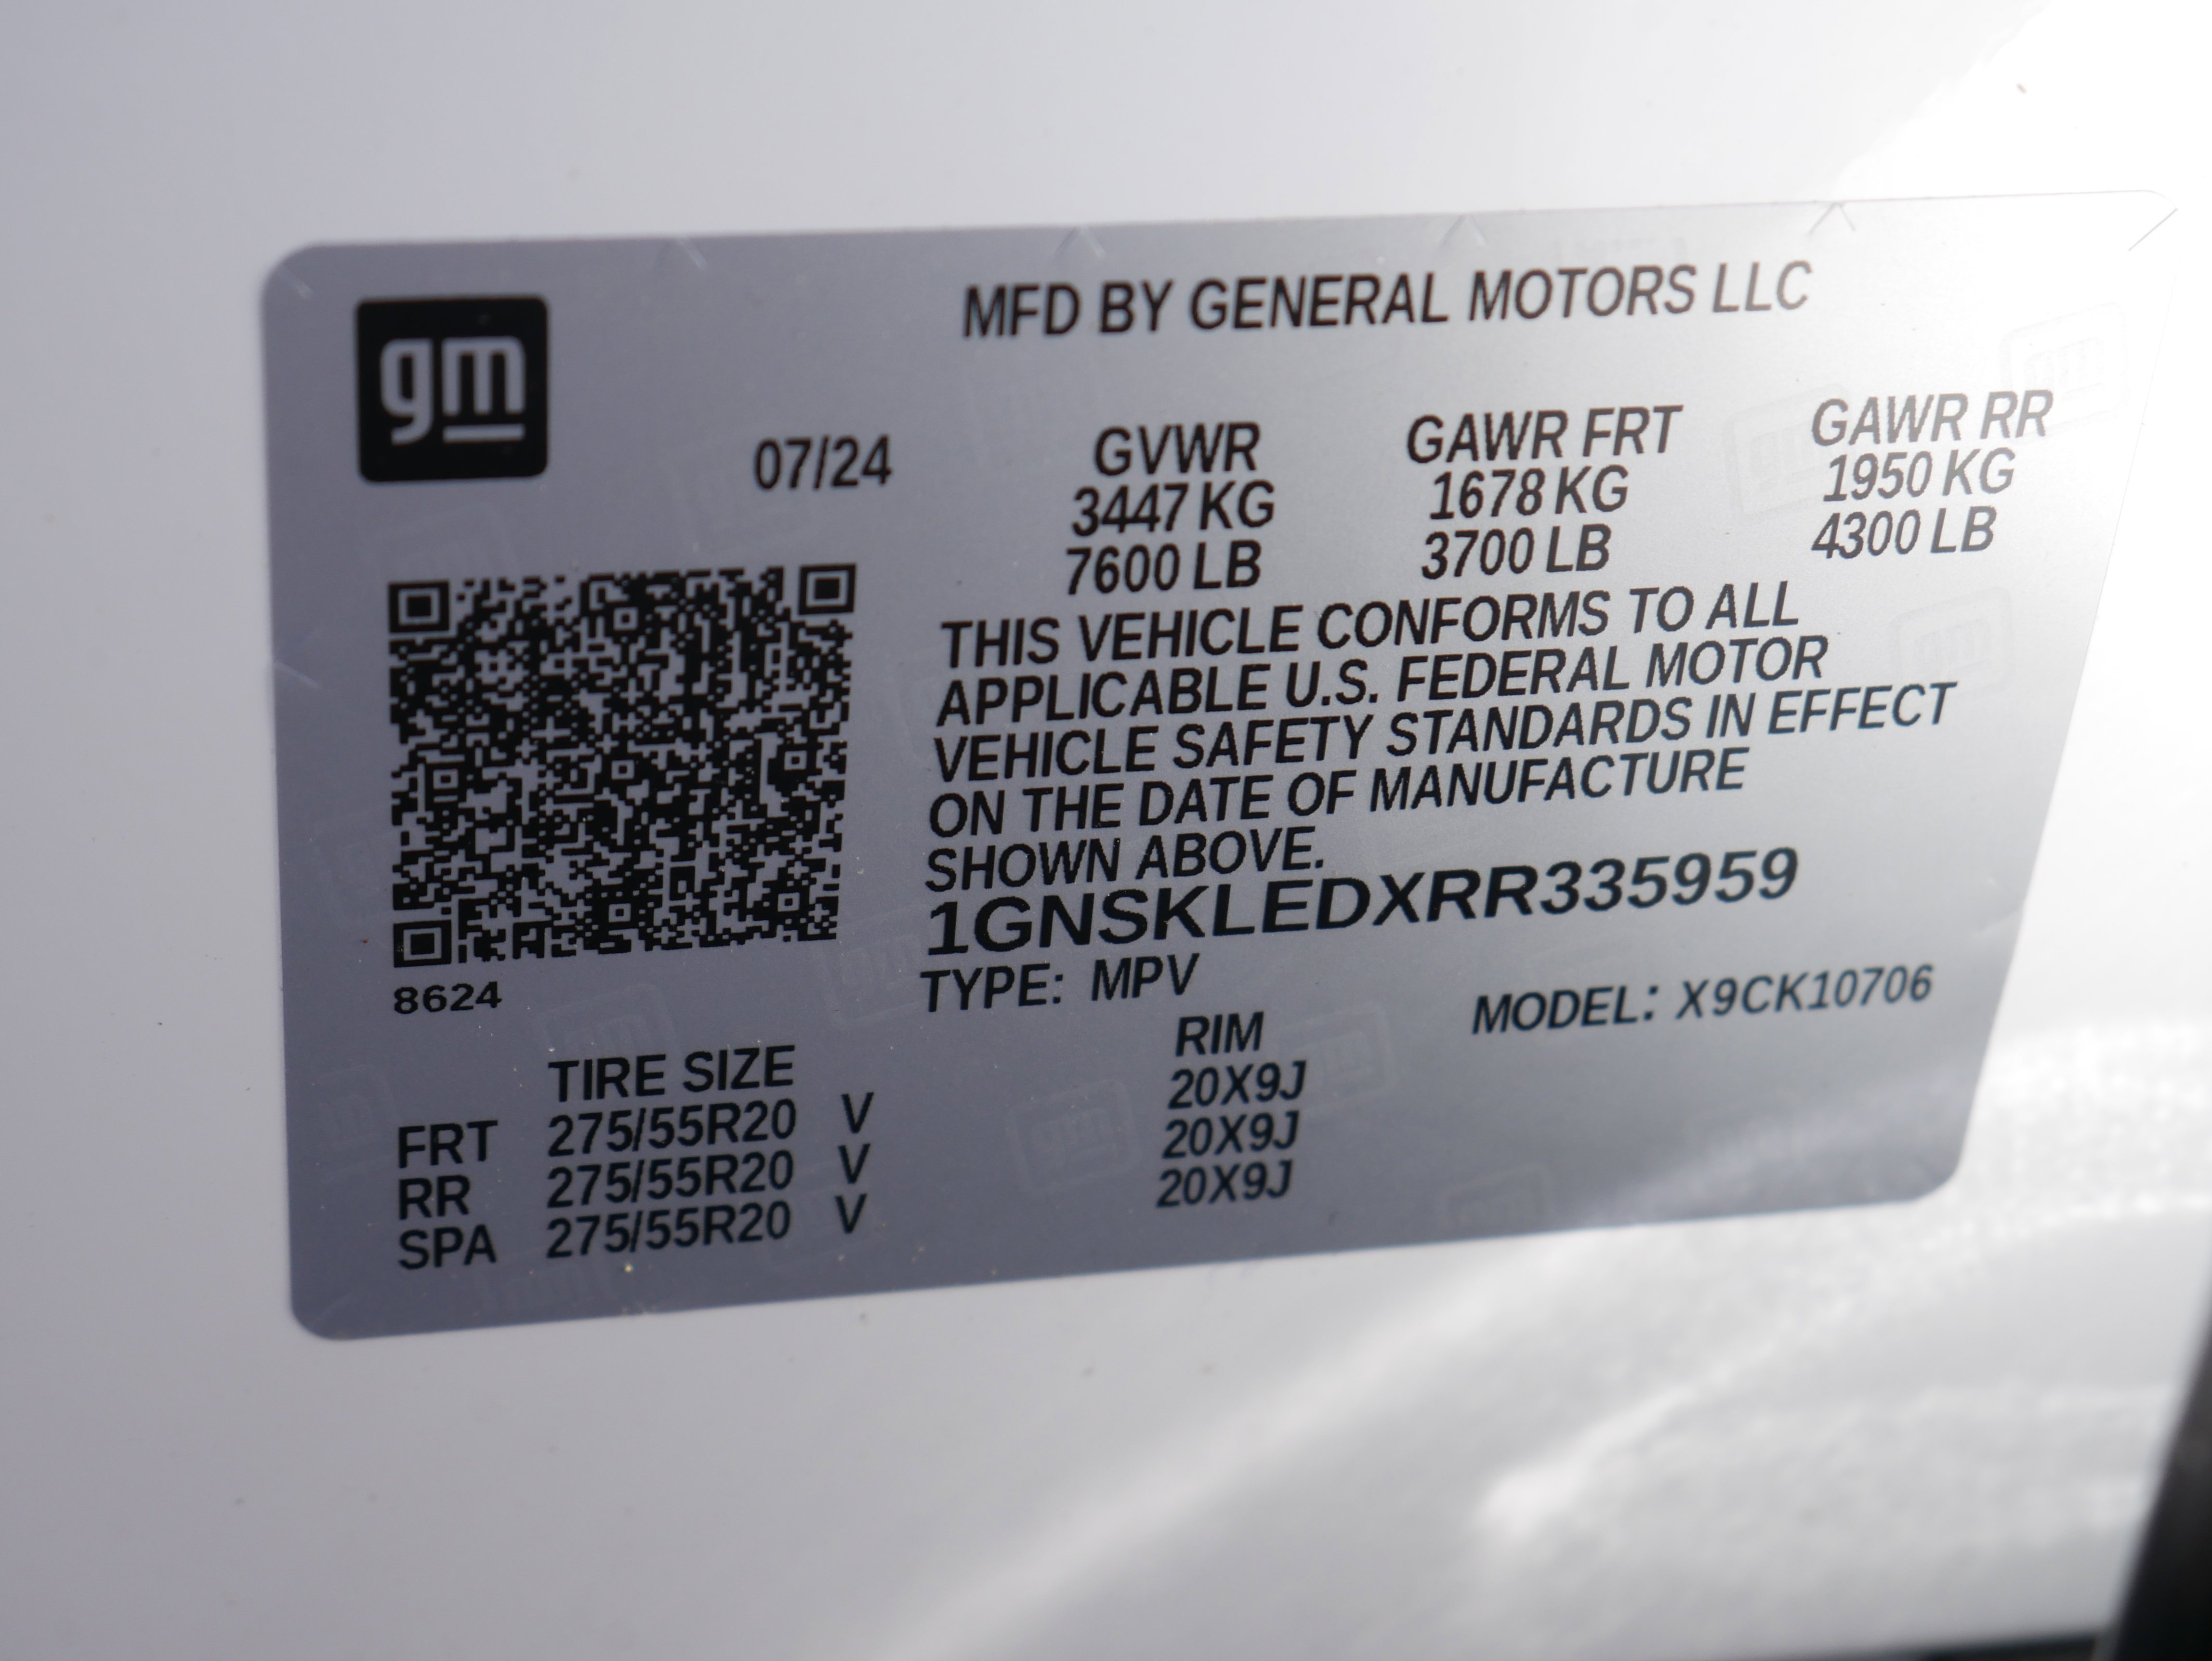 gm
MFD BY GENERAL MOTORS LLC
07/24 GVWR GAWR FRT GAWR RR
3447 KG 1678 KG 1950 KG
7600 LB 3700 LB 4300 LB
THIS VEHICLE CONFORMS TO ALL
APPLICABLE U.S. FEDERAL MOTOR
VEHICLE SAFETY STANDARDS IN EFFECT
ON THE DATE OF MANUFACTURE
SHOWN ABOVE.
1GNSKLEDXRR335959
8624
TYPE: MPV MODEL: X9CK10706
TIRE SIZE RIM
FRT 275/55R20 V 20X9J
RR 275/55R20 V 20X9J
SPA 275/55R20 V 20X9J